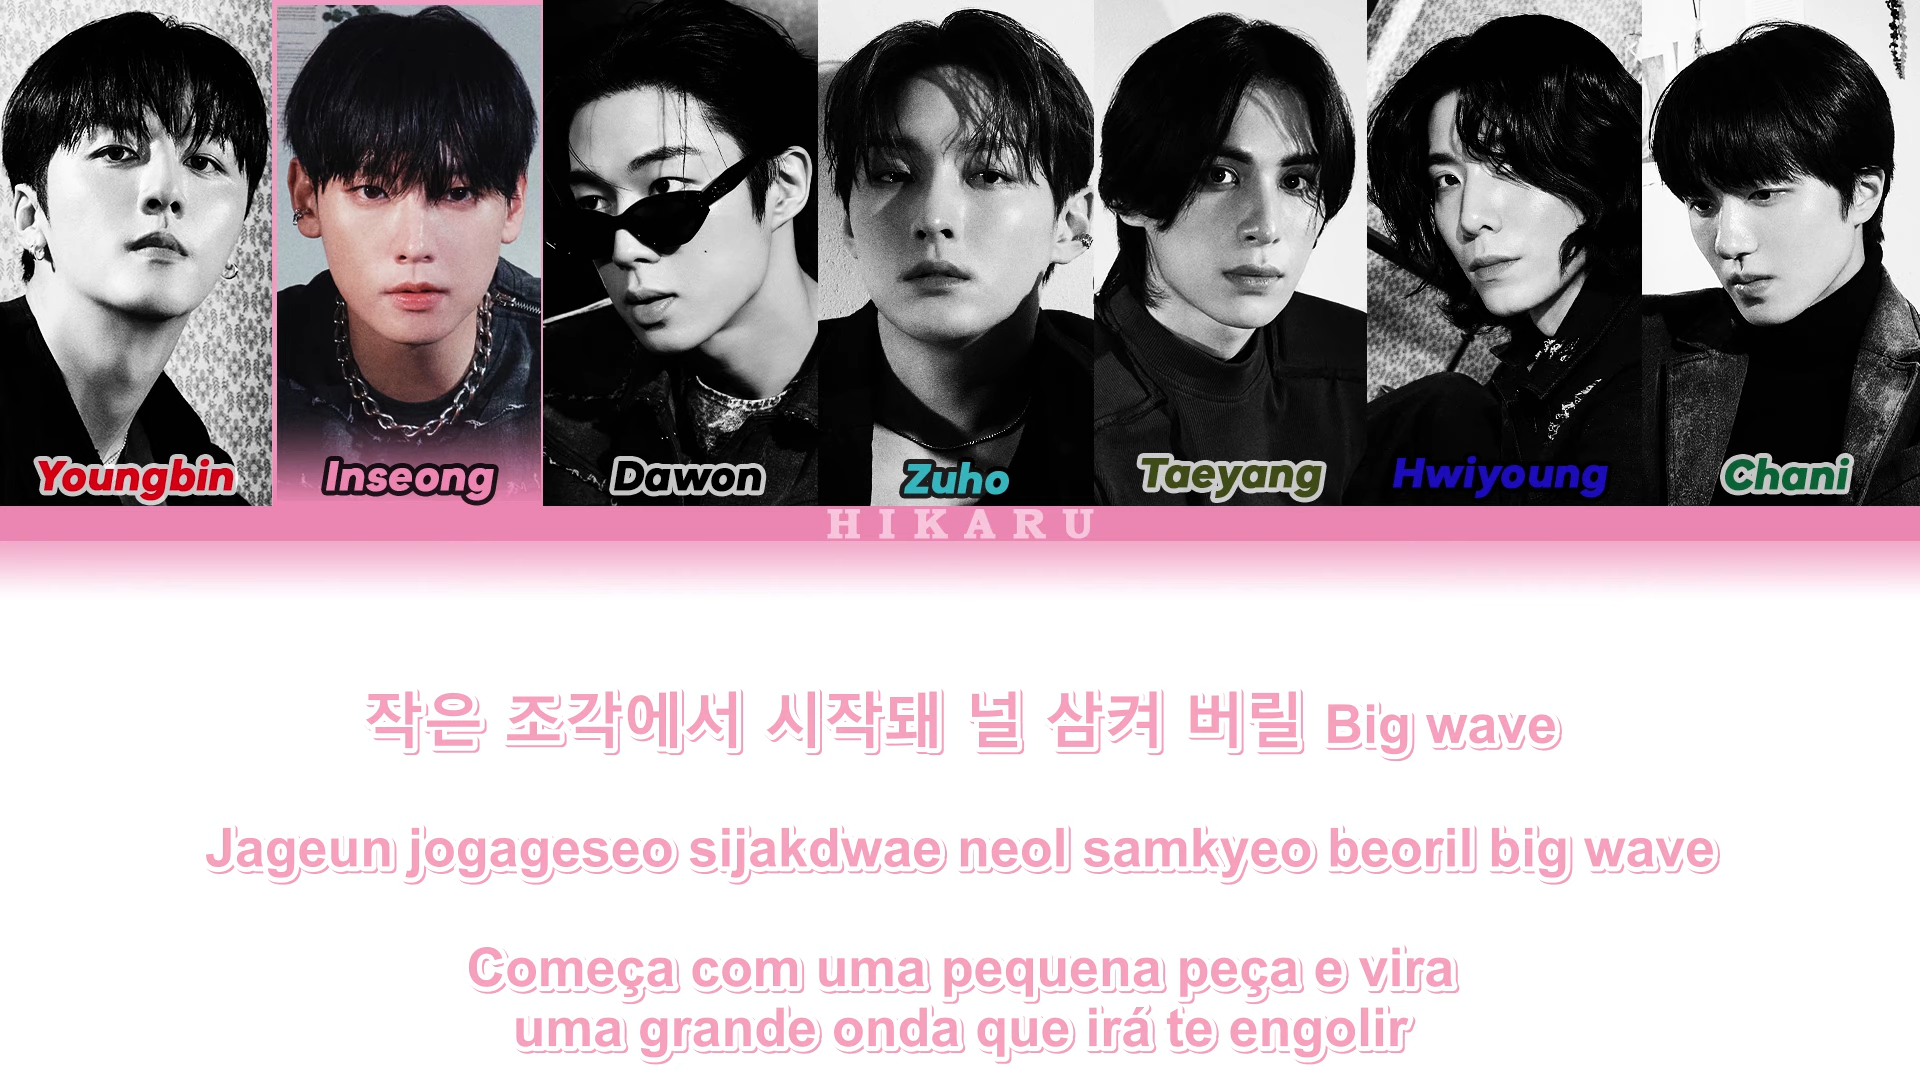 Youngbin Inseong Dawon Zuho Taeyang Hwiyoung Chani
HIKARU
작은 조각에서 시작돼 널 삼켜 버릴 Big wave
Jageun jogageseo sijakdwae neol samkyeo beoril big wave
Começa com uma pequena peça e vira
uma grande onda que irá te engolir